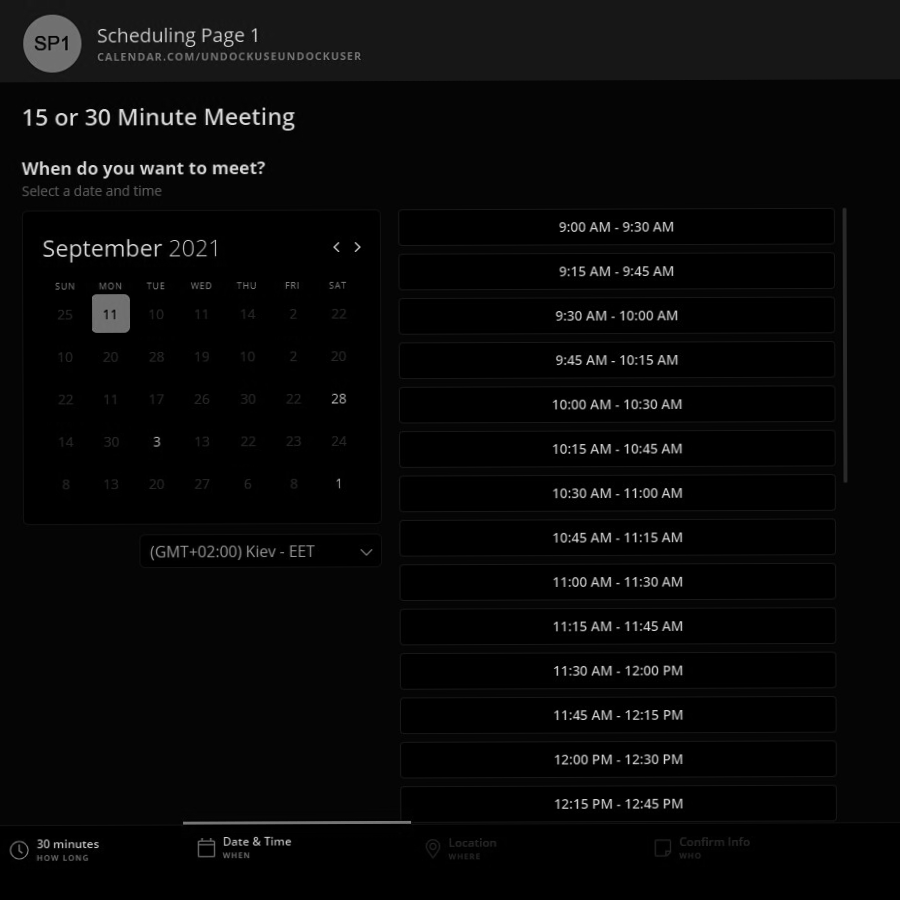 SP1
Scheduling Page 1
CALENDAR.COM/UNDOCKUSEUNDOCKUSER
15 or 30 Minute Meeting
When do you want to meet?
Select a date and time
September 2021
SUN MON TUE WED THU FRI SAT
25 11 10 11 14 2 22
10 20 28 19 10 2 20
22 11 17 26 30 22 28
14 30 3 13 22 23 24
8 13 20 27 6 8 1
(GMT+02:00) Kiev - EET
9:00 AM - 9:30 AM
9:15 AM - 9:45 AM
9:30 AM - 10:00 AM
9:45 AM - 10:15 AM
10:00 AM - 10:30 AM
10:15 AM - 10:45 AM
10:30 AM - 11:00 AM
10:45 AM - 11:15 AM
11:00 AM - 11:30 AM
11:15 AM - 11:45 AM
11:30 AM - 12:00 PM
11:45 AM - 12:15 PM
12:00 PM - 12:30 PM
12:15 PM - 12:45 PM
30 minutes
HOW LONG
Date & Time
WHEN
Location
WHERE
Confirm Info
WHO